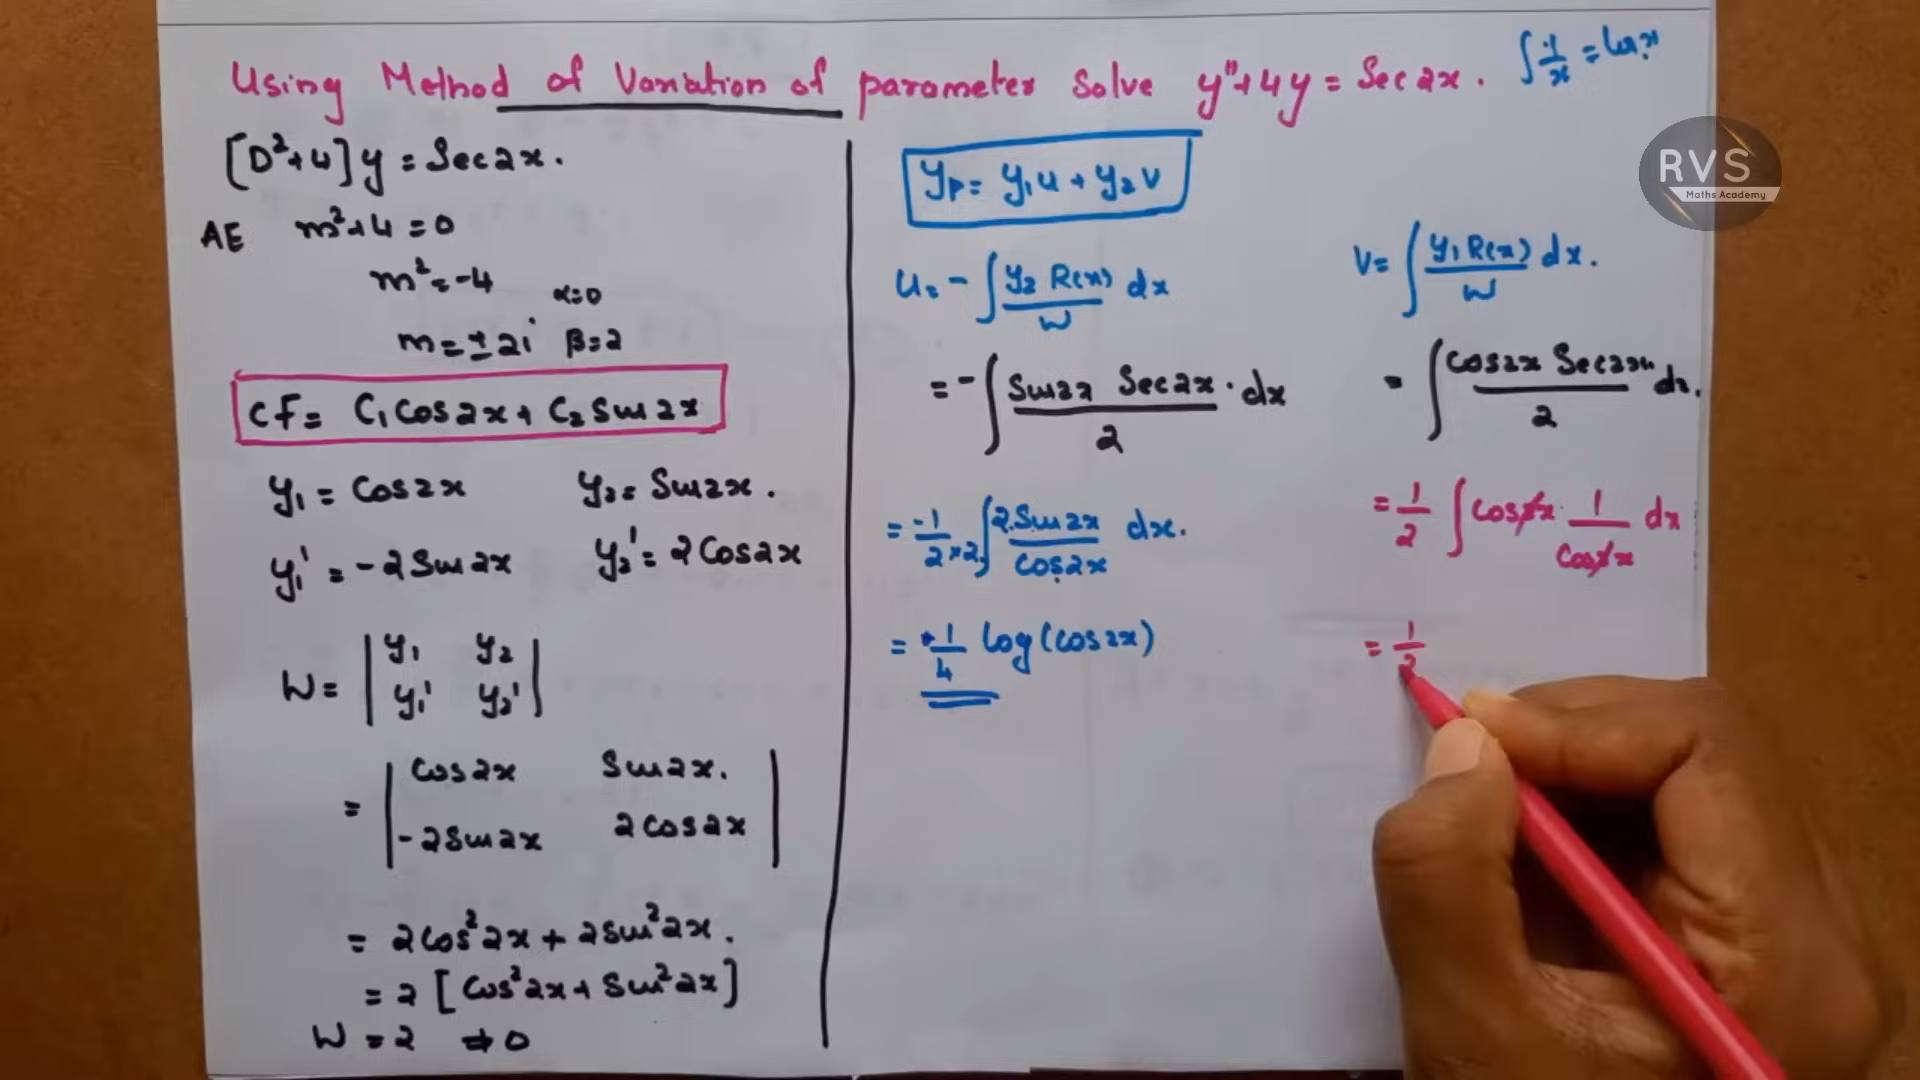 Using Method of Variation of parameter Solve y"+4y = Sec2x.
∫1/x = log x
RVS
Maths Academy
[D²+4]y = Sec2x.
AE m²+4 = 0
m² = -4
α=0
m = ±2i β=2
CF = C₁Cos2x + C₂Sin2x
y₁ = Cos2x y₂ = Sin2x.
y₁' = -2Sin2x y₂' = 2Cos2x
W = | y₁ y₂ |
| y₁' y₂' |
= | Cos2x Sin2x. |
| -2Sin2x 2Cos2x |
= 2Cos²2x + 2Sin²2x.
= 2[Cos²2x + Sin²2x]
W = 2 ≠ 0
yp = y₁u + y₂v
u = -∫ y₂ R(x)/W dx
= -∫ Sin2x Sec2x/2 . dx
= -1/2×2 ∫ 2Sin2x/Cos2x dx.
= +1/4 log(Cos2x)
V = ∫ y₁R(x)/W dx.
= ∫ Cos2x Sec2x/2 dx.
= 1/2 ∫ Cos2x . 1/Cos2x dx
= 1/2